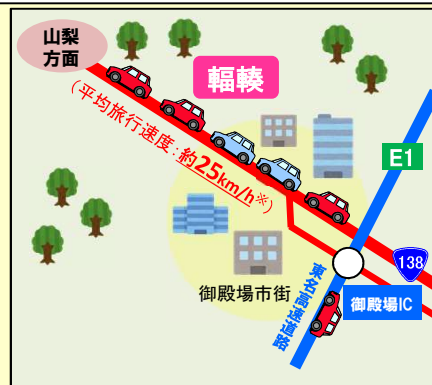 山梨
方面
輻輳
（平均旅行速度：約25km/h※）
E1
138
御殿場市街
御殿場IC
東名高速道路